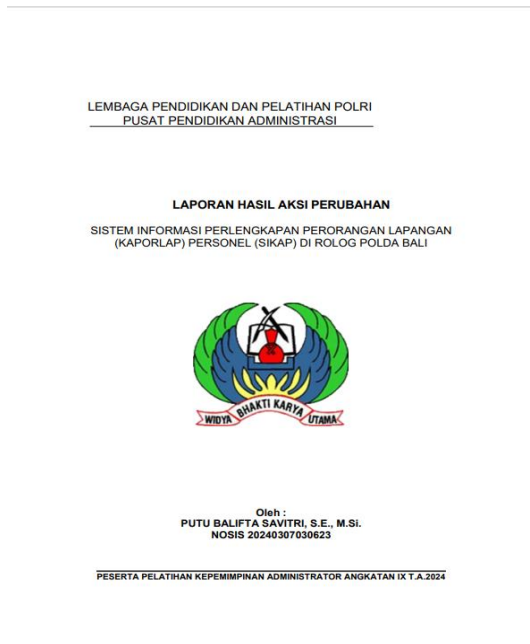 LEMBAGA PENDIDIKAN DAN PELATIHAN POLRI
PUSAT PENDIDIKAN ADMINISTRASI
LAPORAN HASIL AKSI PERUBAHAN
SISTEM INFORMASI PERLENGKAPAN PERORANGAN LAPANGAN
(KAPORLAP) PERSONEL (SIKAP) DI ROLOG POLDA BALI
WIDYA BHAKTI KARYA UTAMA
Oleh :
PUTU BALIFTA SAVITRI, S.E., M.Si.
NOSIS 20240307030623
PESERTA PELATIHAN KEPEMIMPINAN ADMINISTRATOR ANGKATAN IX T.A.2024